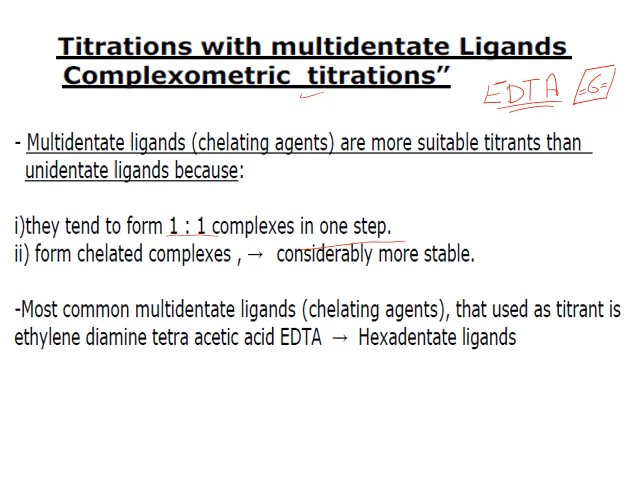 Titrations with multidentate Ligands
Complexometric titrations”
EDTA =6=
- Multidentate ligands (chelating agents) are more suitable titrants than
unidentate ligands because:
i)they tend to form 1 : 1 complexes in one step.
ii) form chelated complexes , → considerably more stable.
-Most common multidentate ligands (chelating agents), that used as titrant is
ethylene diamine tetra acetic acid EDTA → Hexadentate ligands